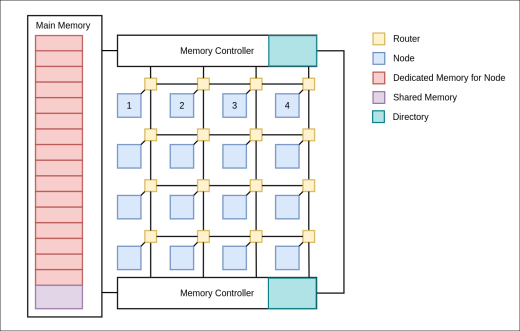 Main Memory
Memory Controller
Router
Node
Dedicated Memory for Node
Shared Memory
Directory
1
2
3
4
Memory Controller